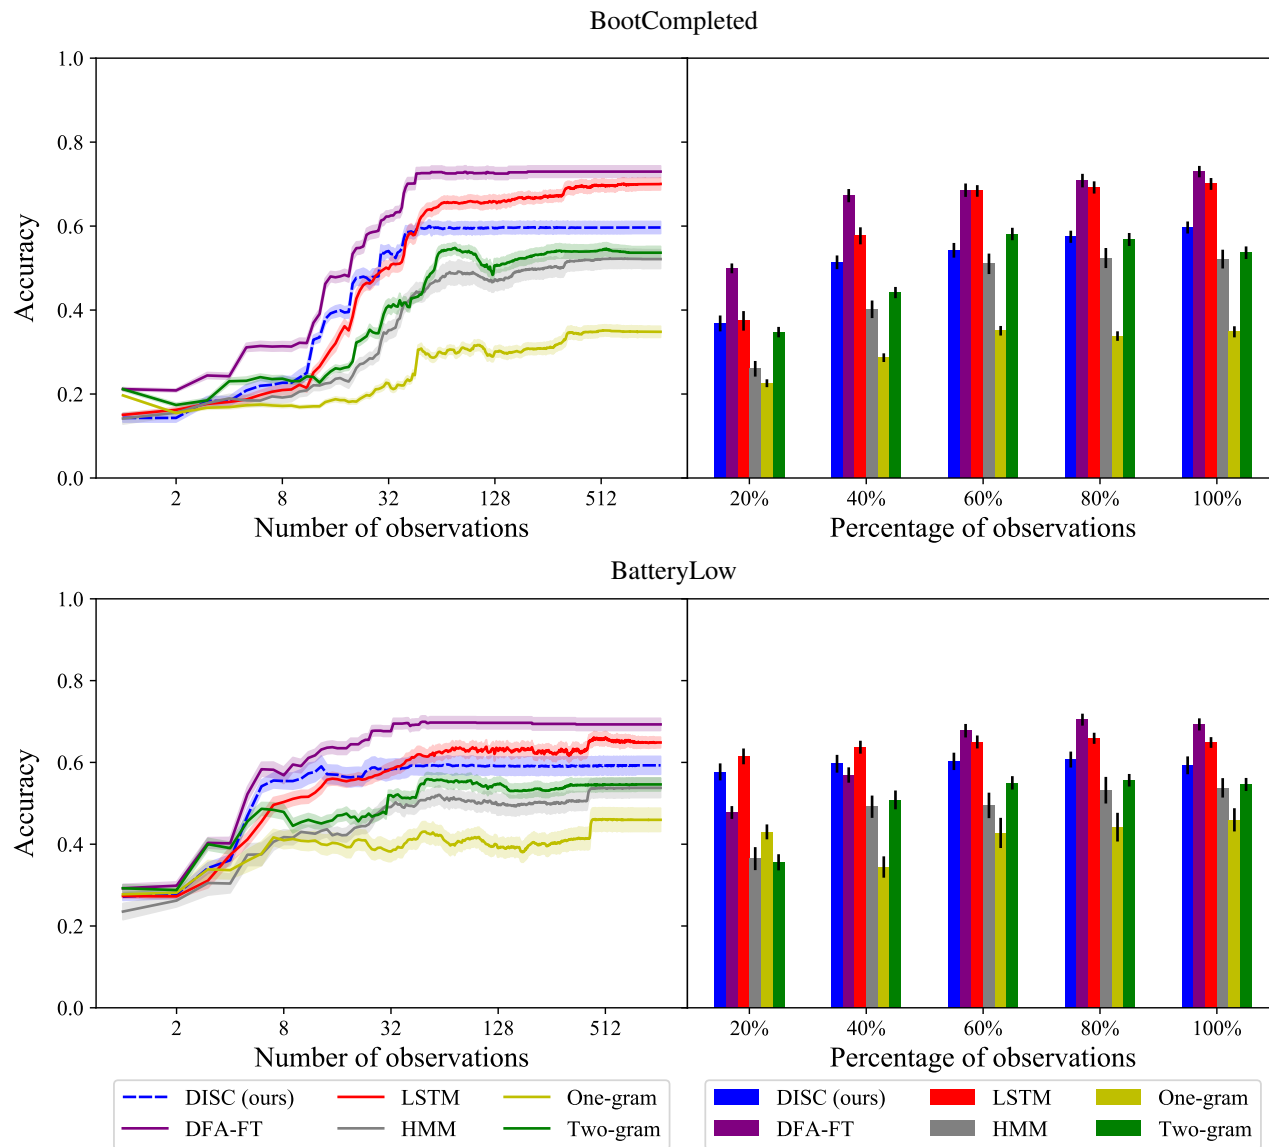 BootCompleted
1.0
0.8
0.6
0.4
0.2
0.0
Accuracy
2 8 32 128 512
Number of observations
20% 40% 60% 80% 100%
Percentage of observations
BatteryLow
1.0
0.8
0.6
0.4
0.2
0.0
Accuracy
2 8 32 128 512
Number of observations
20% 40% 60% 80% 100%
Percentage of observations
DISC (ours) LSTM One-gram
DFA-FT HMM Two-gram
DISC (ours) LSTM One-gram
DFA-FT HMM Two-gram